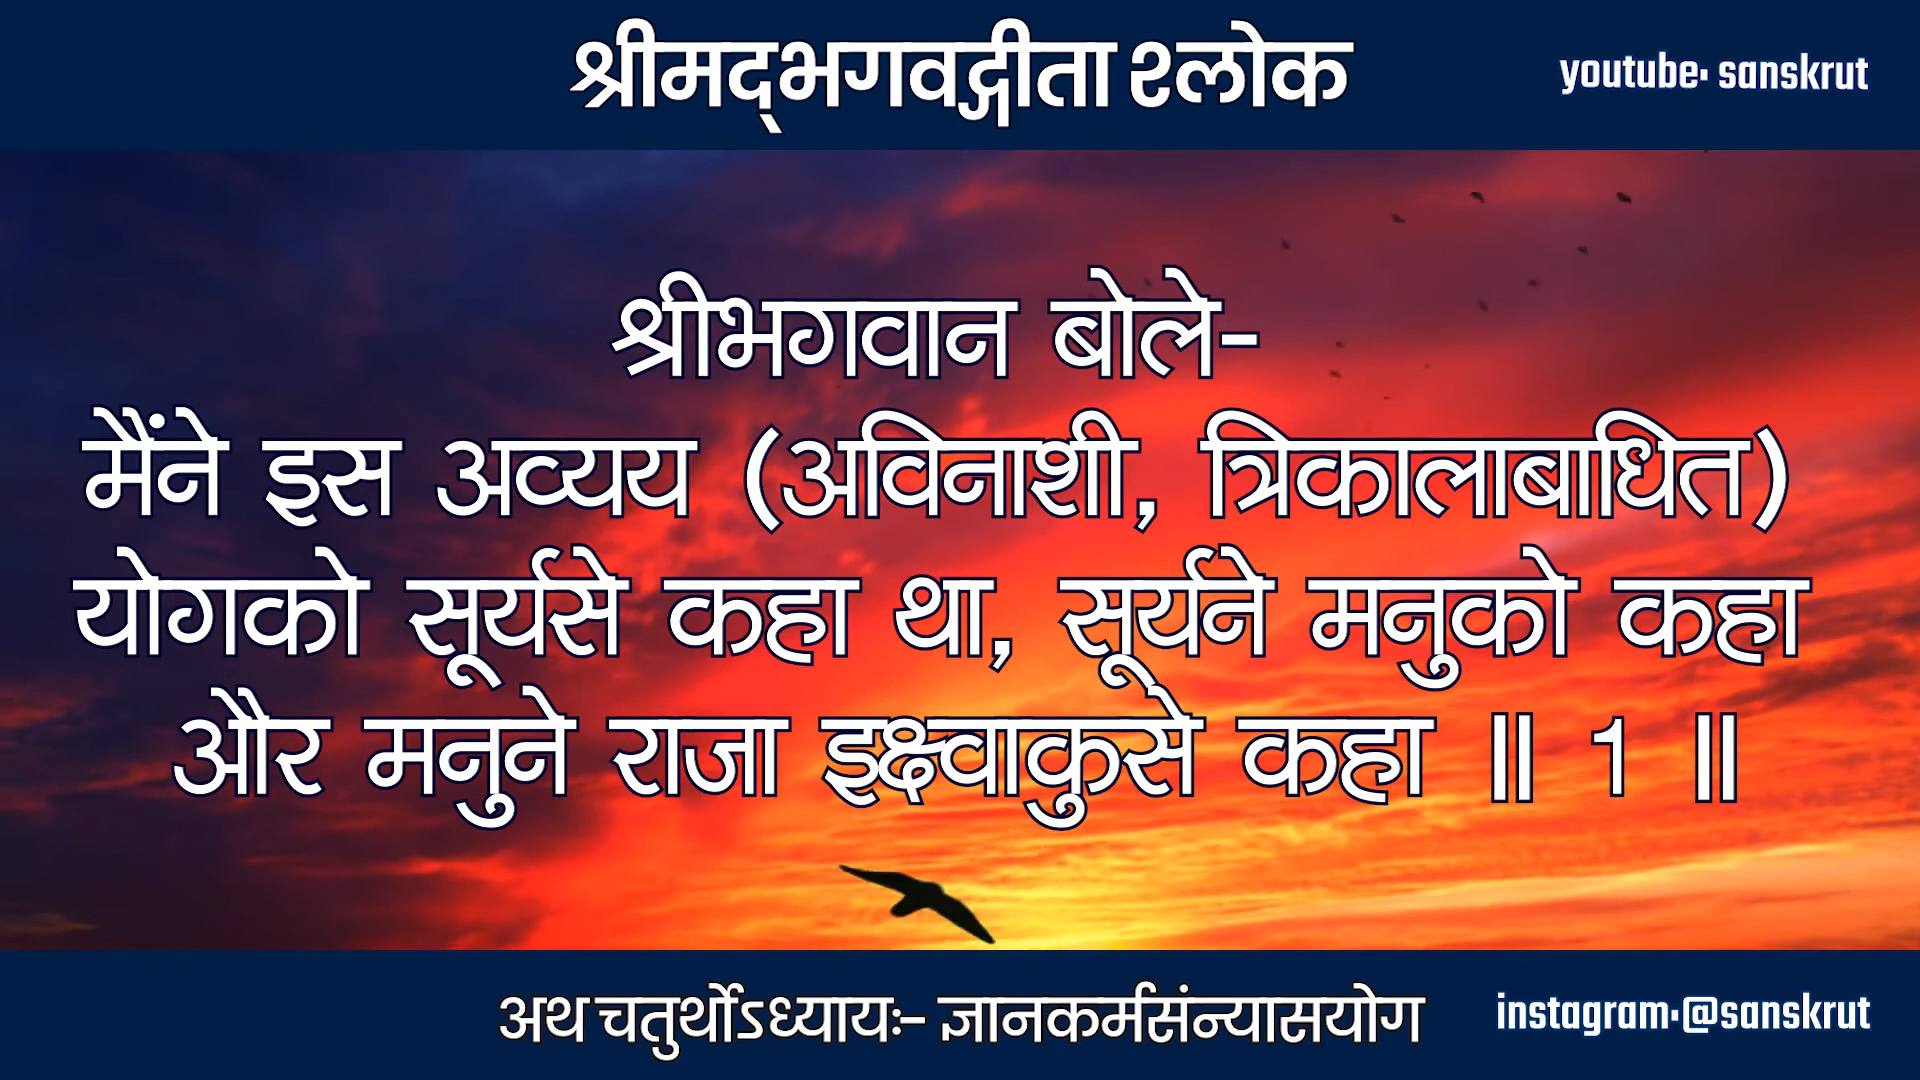 श्रीमद्‌भगवद्गीता श्लोक
youtube: sanskrut
श्रीभगवान बोले-
मैंने इस अव्यय (अविनाशी, त्रिकालाबाधित)
योगको सूर्यसे कहा था, सूर्यने मनुको कहा
और मनुने राजा इक्ष्वाकुसे कहा ॥ 1 ॥
अथ चतुर्थोऽध्यायः- ज्ञानकर्मसंन्यासयोग
instagram:@sanskrut